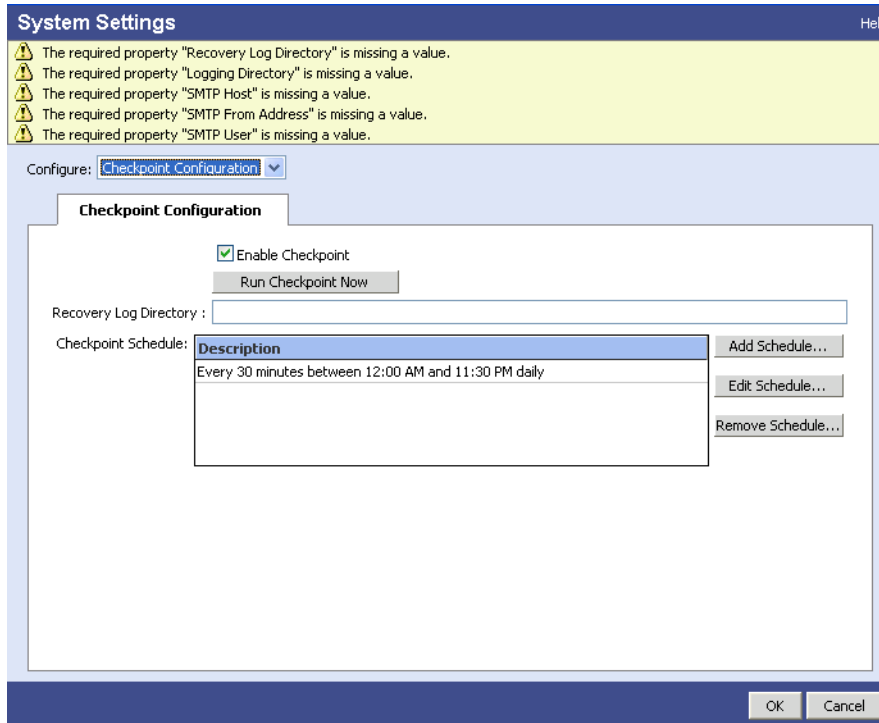 System Settings
Hel
The required property "Recovery Log Directory" is missing a value.
The required property "Logging Directory" is missing a value.
The required property "SMTP Host" is missing a value.
The required property "SMTP From Address" is missing a value.
The required property "SMTP User" is missing a value.
Configure: Checkpoint Configuration
Checkpoint Configuration
Enable Checkpoint
Run Checkpoint Now
Recovery Log Directory :
Checkpoint Schedule:
Description
Every 30 minutes between 12:00 AM and 11:30 PM daily
Add Schedule...
Edit Schedule...
Remove Schedule...
OK
Cancel